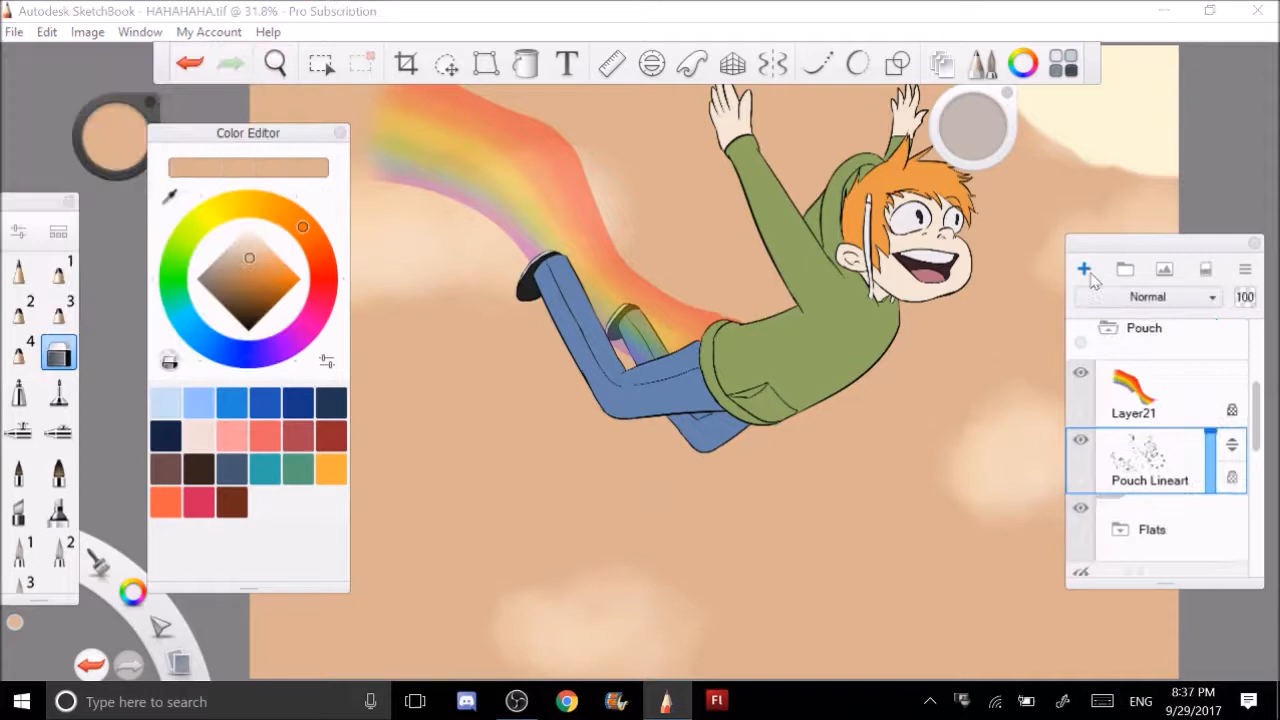 Autodesk SketchBook - HAHAHAHA.tif @ 31.8% - Pro Subscription
File Edit Image Window My Account Help
T
Color Editor
1
2 3
4
1 2
3
Normal 100
Pouch
Layer21
Pouch Lineart
Flats
Type here to search
Fl
ENG
8:37 PM
9/29/2017